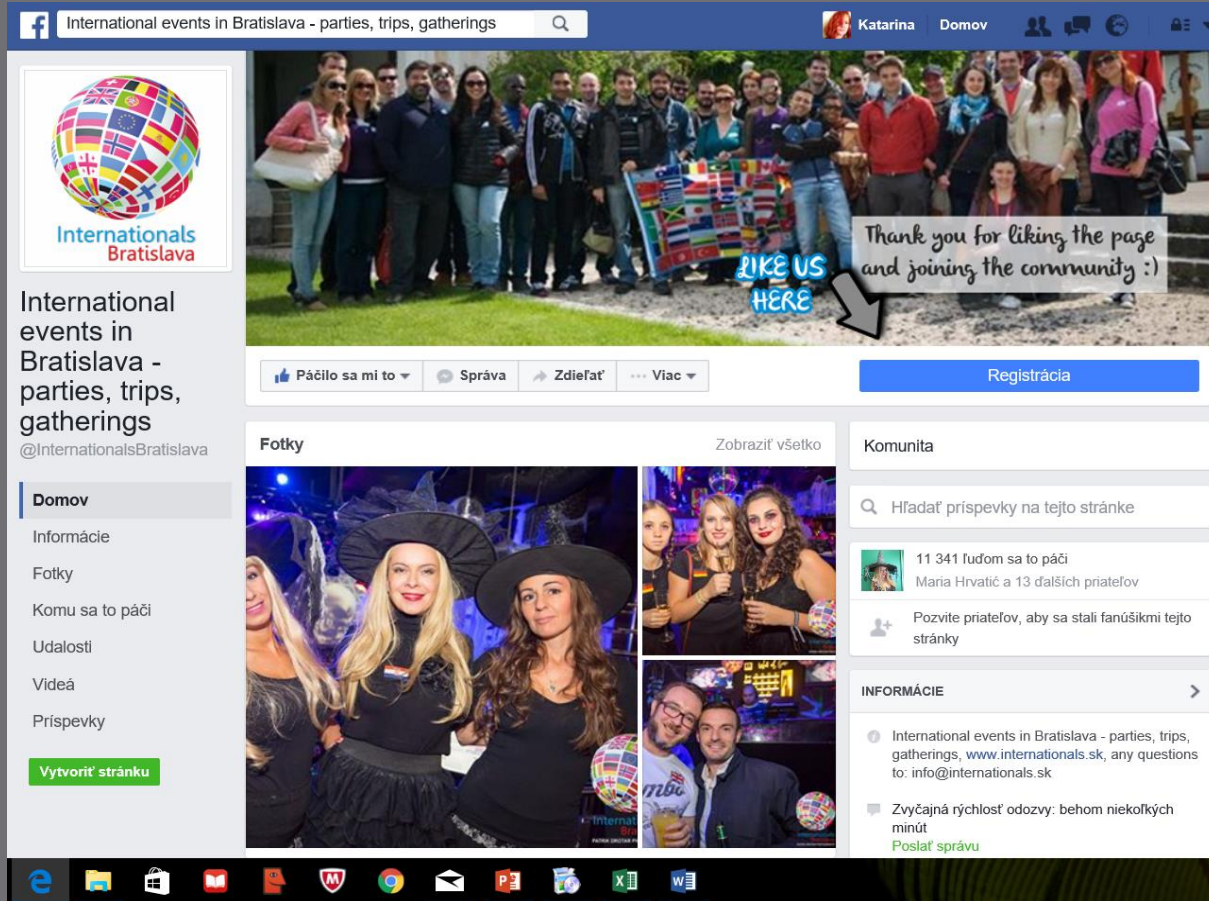 International events in Bratislava - parties, trips, gatherings
Katarina
Domov
Internationals
Bratislava
LIKE US
HERE
Thank you for liking the page
and joining the community :)
International
events in
Bratislava -
parties, trips,
gatherings
@InternationalsBratislava
Páčilo sa mi to
Správa
Zdieľať
Viac
Registrácia
Domov
Informácie
Fotky
Komu sa to páči
Udalosti
Videá
Príspevky
Vytvoriť stránku
Fotky
Zobraziť všetko
Komunita
Hľadať príspevky na tejto stránke
11 341 ľuďom sa to páči
Maria Hrvatić a 13 ďalších priateľov
Pozvite priateľov, aby sa stali fanúšikmi tejto
stránky
INFORMÁCIE
International events in Bratislava - parties, trips,
gatherings, www.internationals.sk, any questions
to: info@internationals.sk
Zvyčajná rýchlosť odozvy: behom niekoľkých
minút
Poslať správu